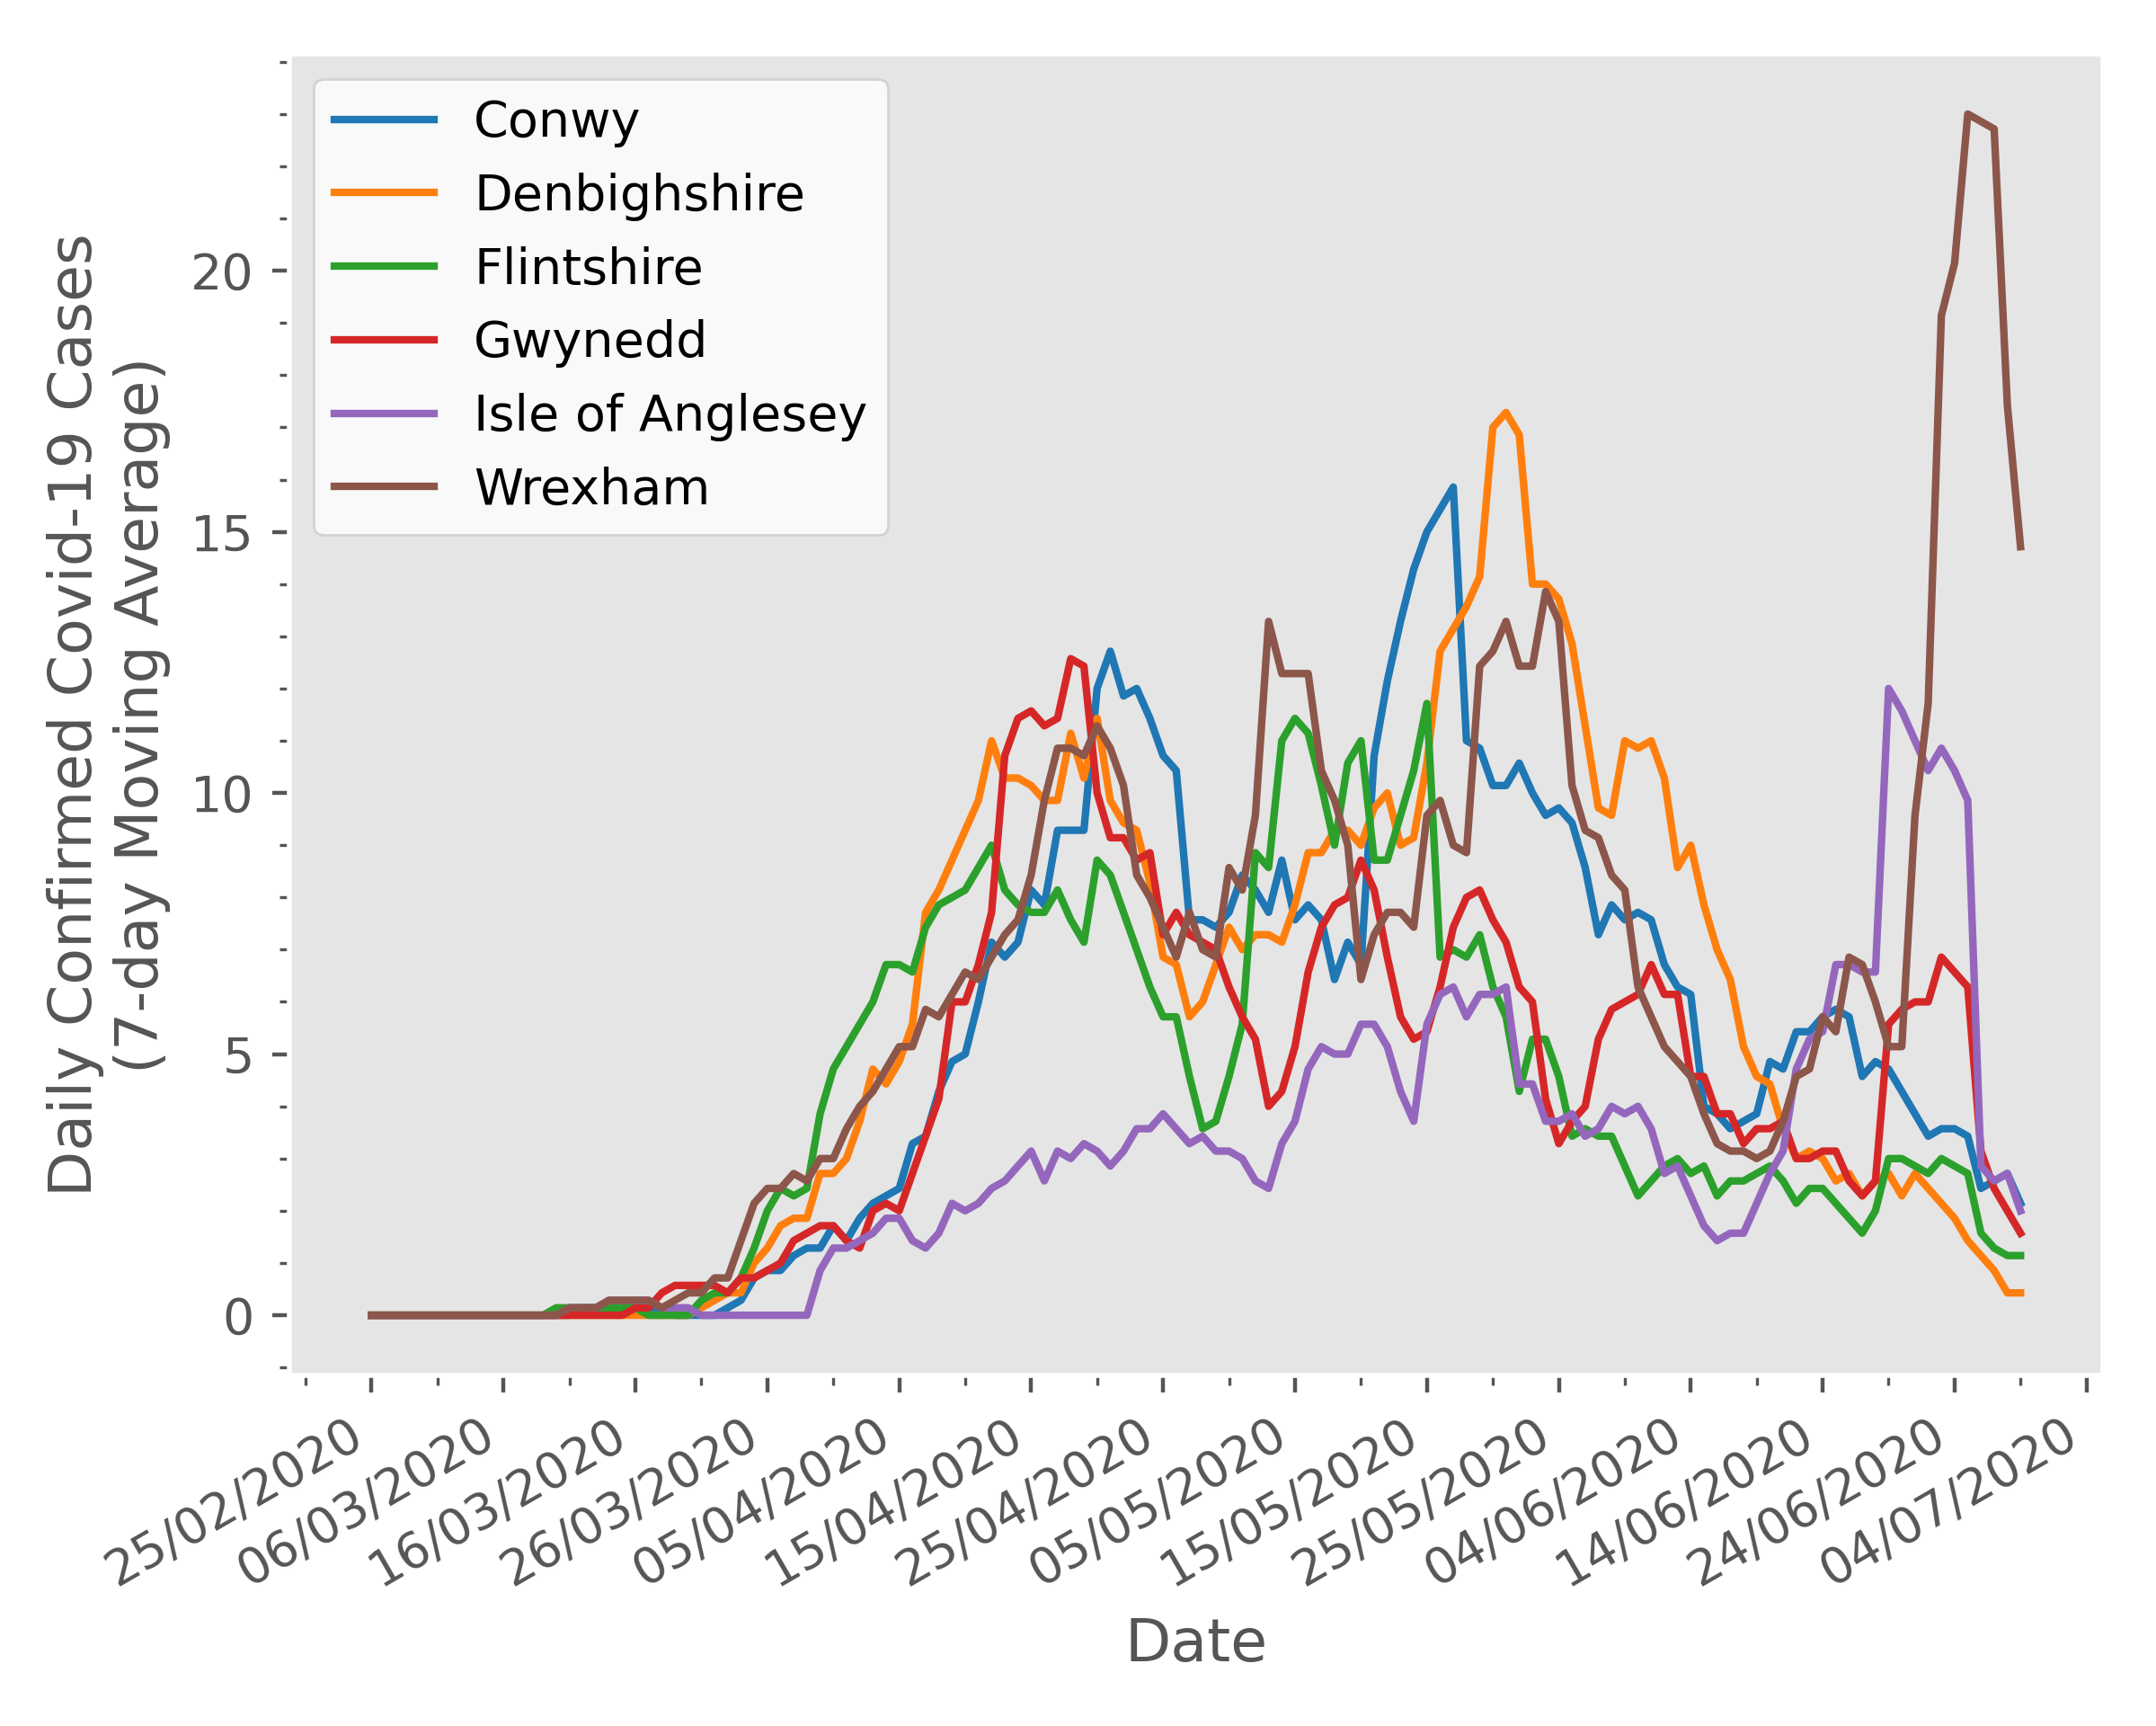 Daily Confirmed Covid-19 Cases
(7-day Moving Average)
20
15
10
5
0
Conwy
Denbighshire
Flintshire
Gwynedd
Isle of Anglesey
Wrexham
25/02/2020
06/03/2020
16/03/2020
26/03/2020
05/04/2020
15/04/2020
25/04/2020
05/05/2020
15/05/2020
25/05/2020
04/06/2020
14/06/2020
24/06/2020
04/07/2020
Date